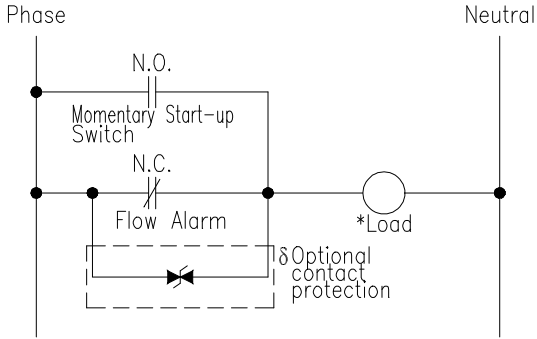 Phase
Neutral
N.O.
Momentary Start-up
Switch
N.C.
Flow Alarm
*Load
δ Optional
contact
protection